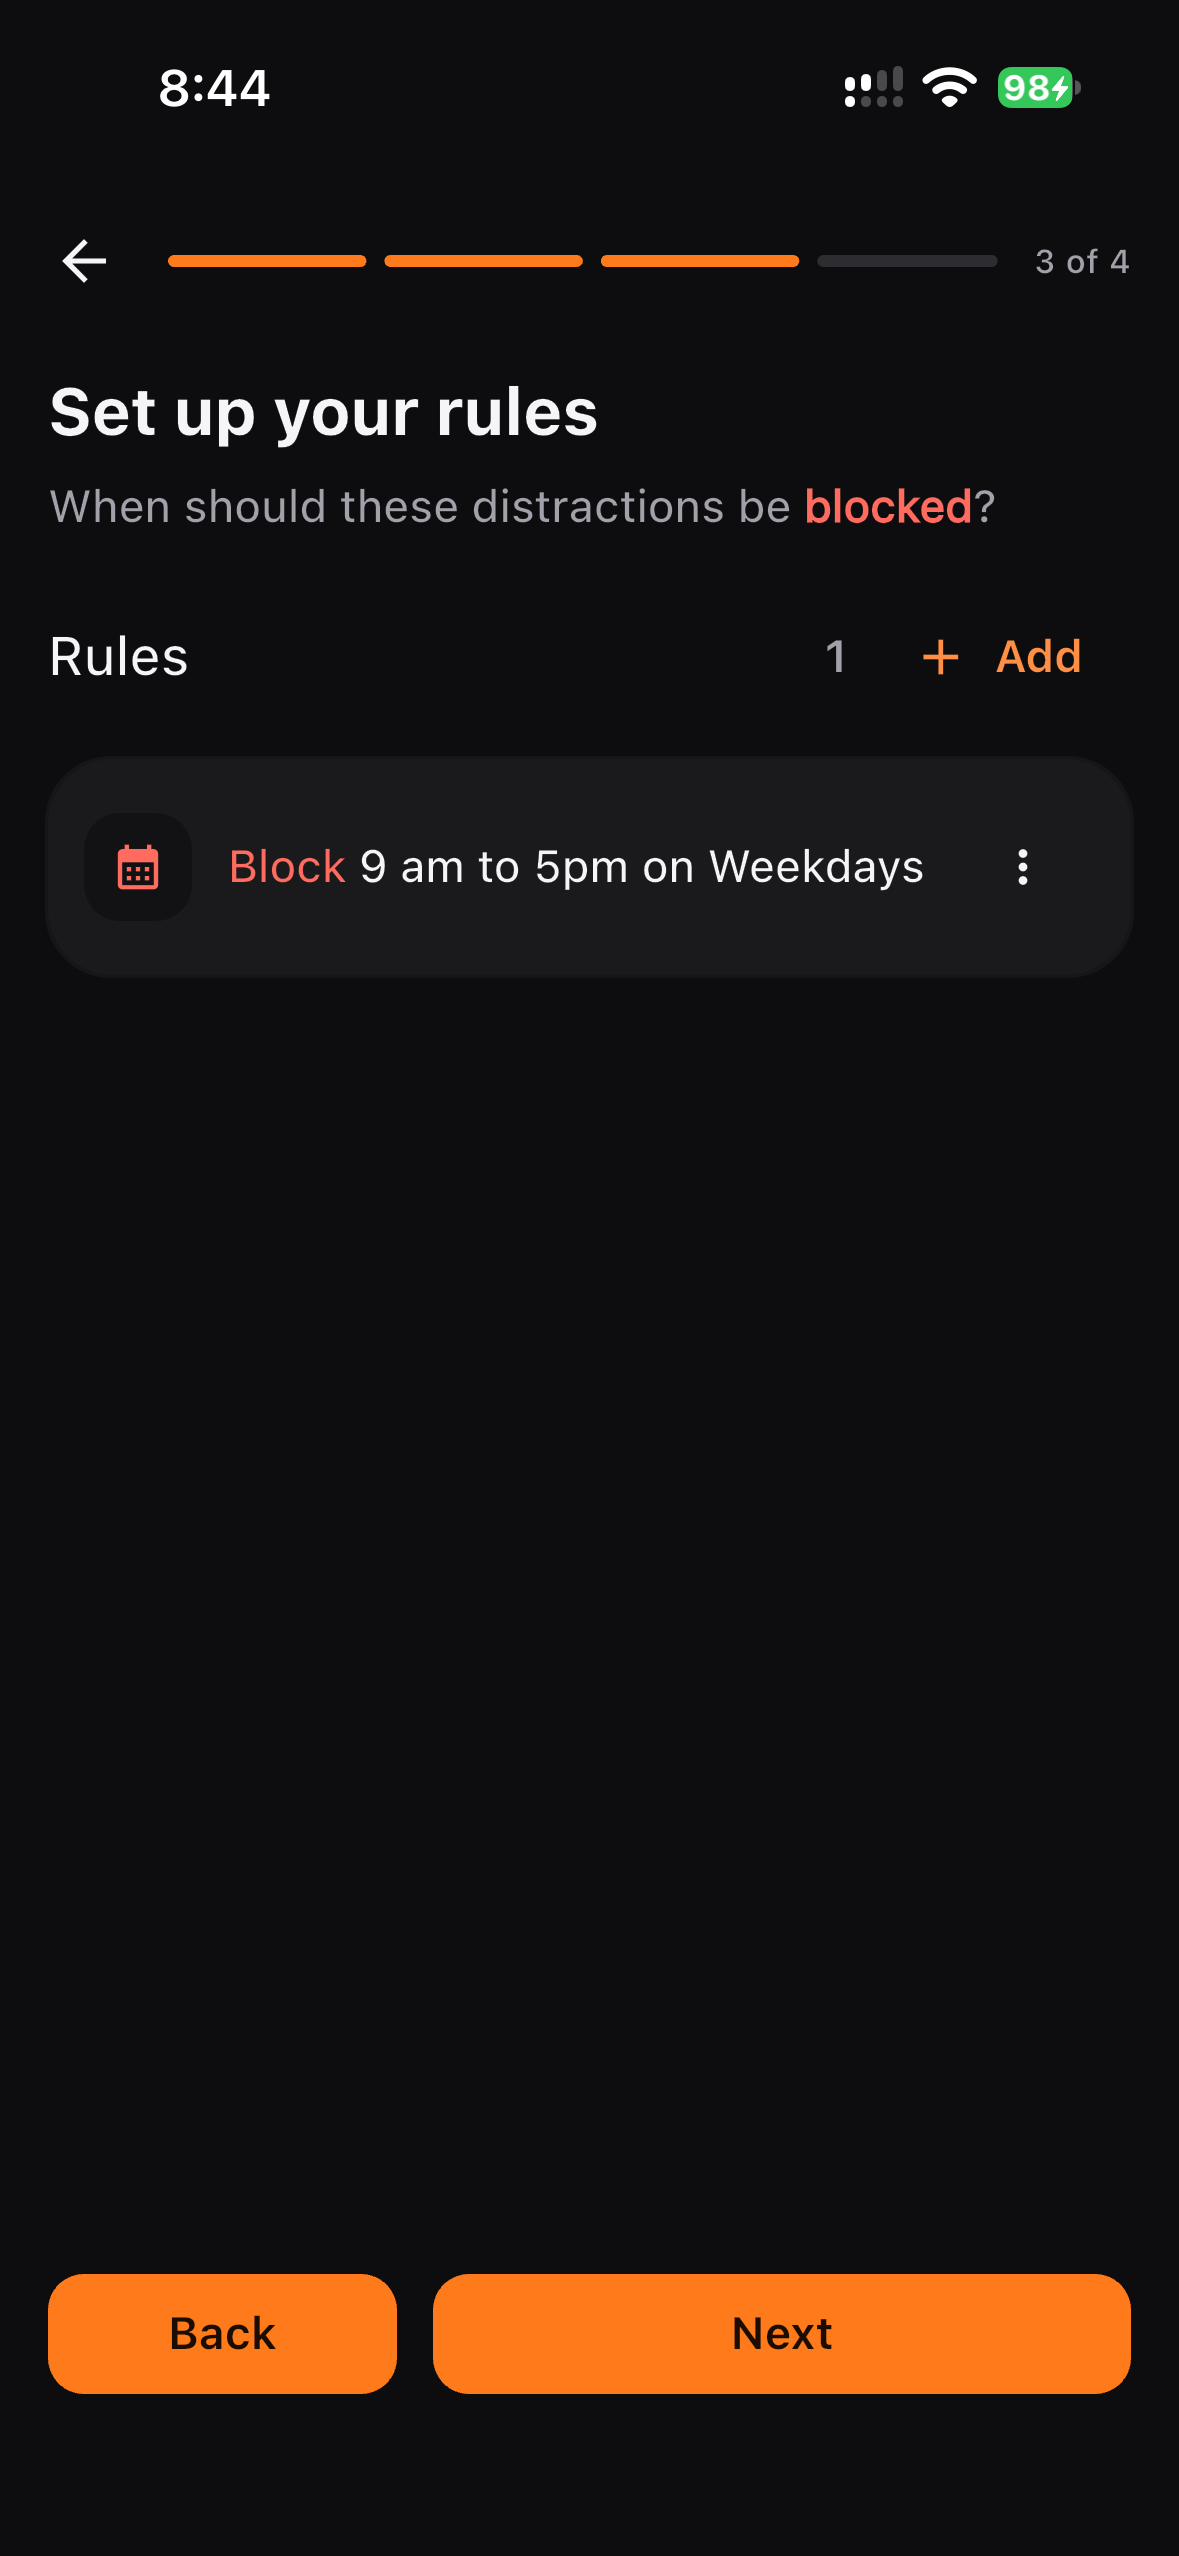 8:44
98
3 of 4
Set up your rules
When should these distractions be blocked?
Rules 1 + Add
Block 9 am to 5pm on Weekdays
Back Next